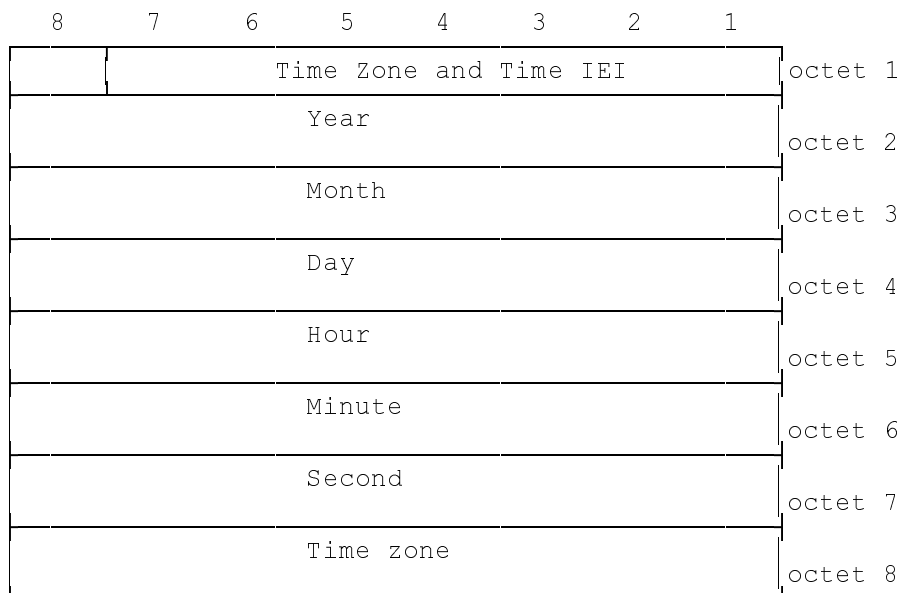 8 7 6 5 4 3 2 1
Time Zone and Time IEI octet 1
Year
octet 2
Month
octet 3
Day
octet 4
Hour
octet 5
Minute
octet 6
Second
octet 7
Time zone
octet 8